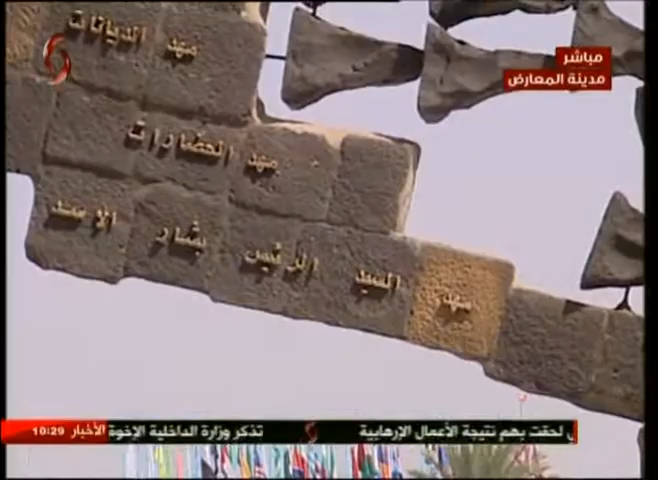 مباشر
مدينة المعارض
مهد الديانات
مهد الحضارات
مهد السيد الرئيس بشار الاسد
ي لحقت بهم نتيجة الأعمال الإرهابية
تذكر وزارة الداخلية الإخوة
الأخبار 10:29